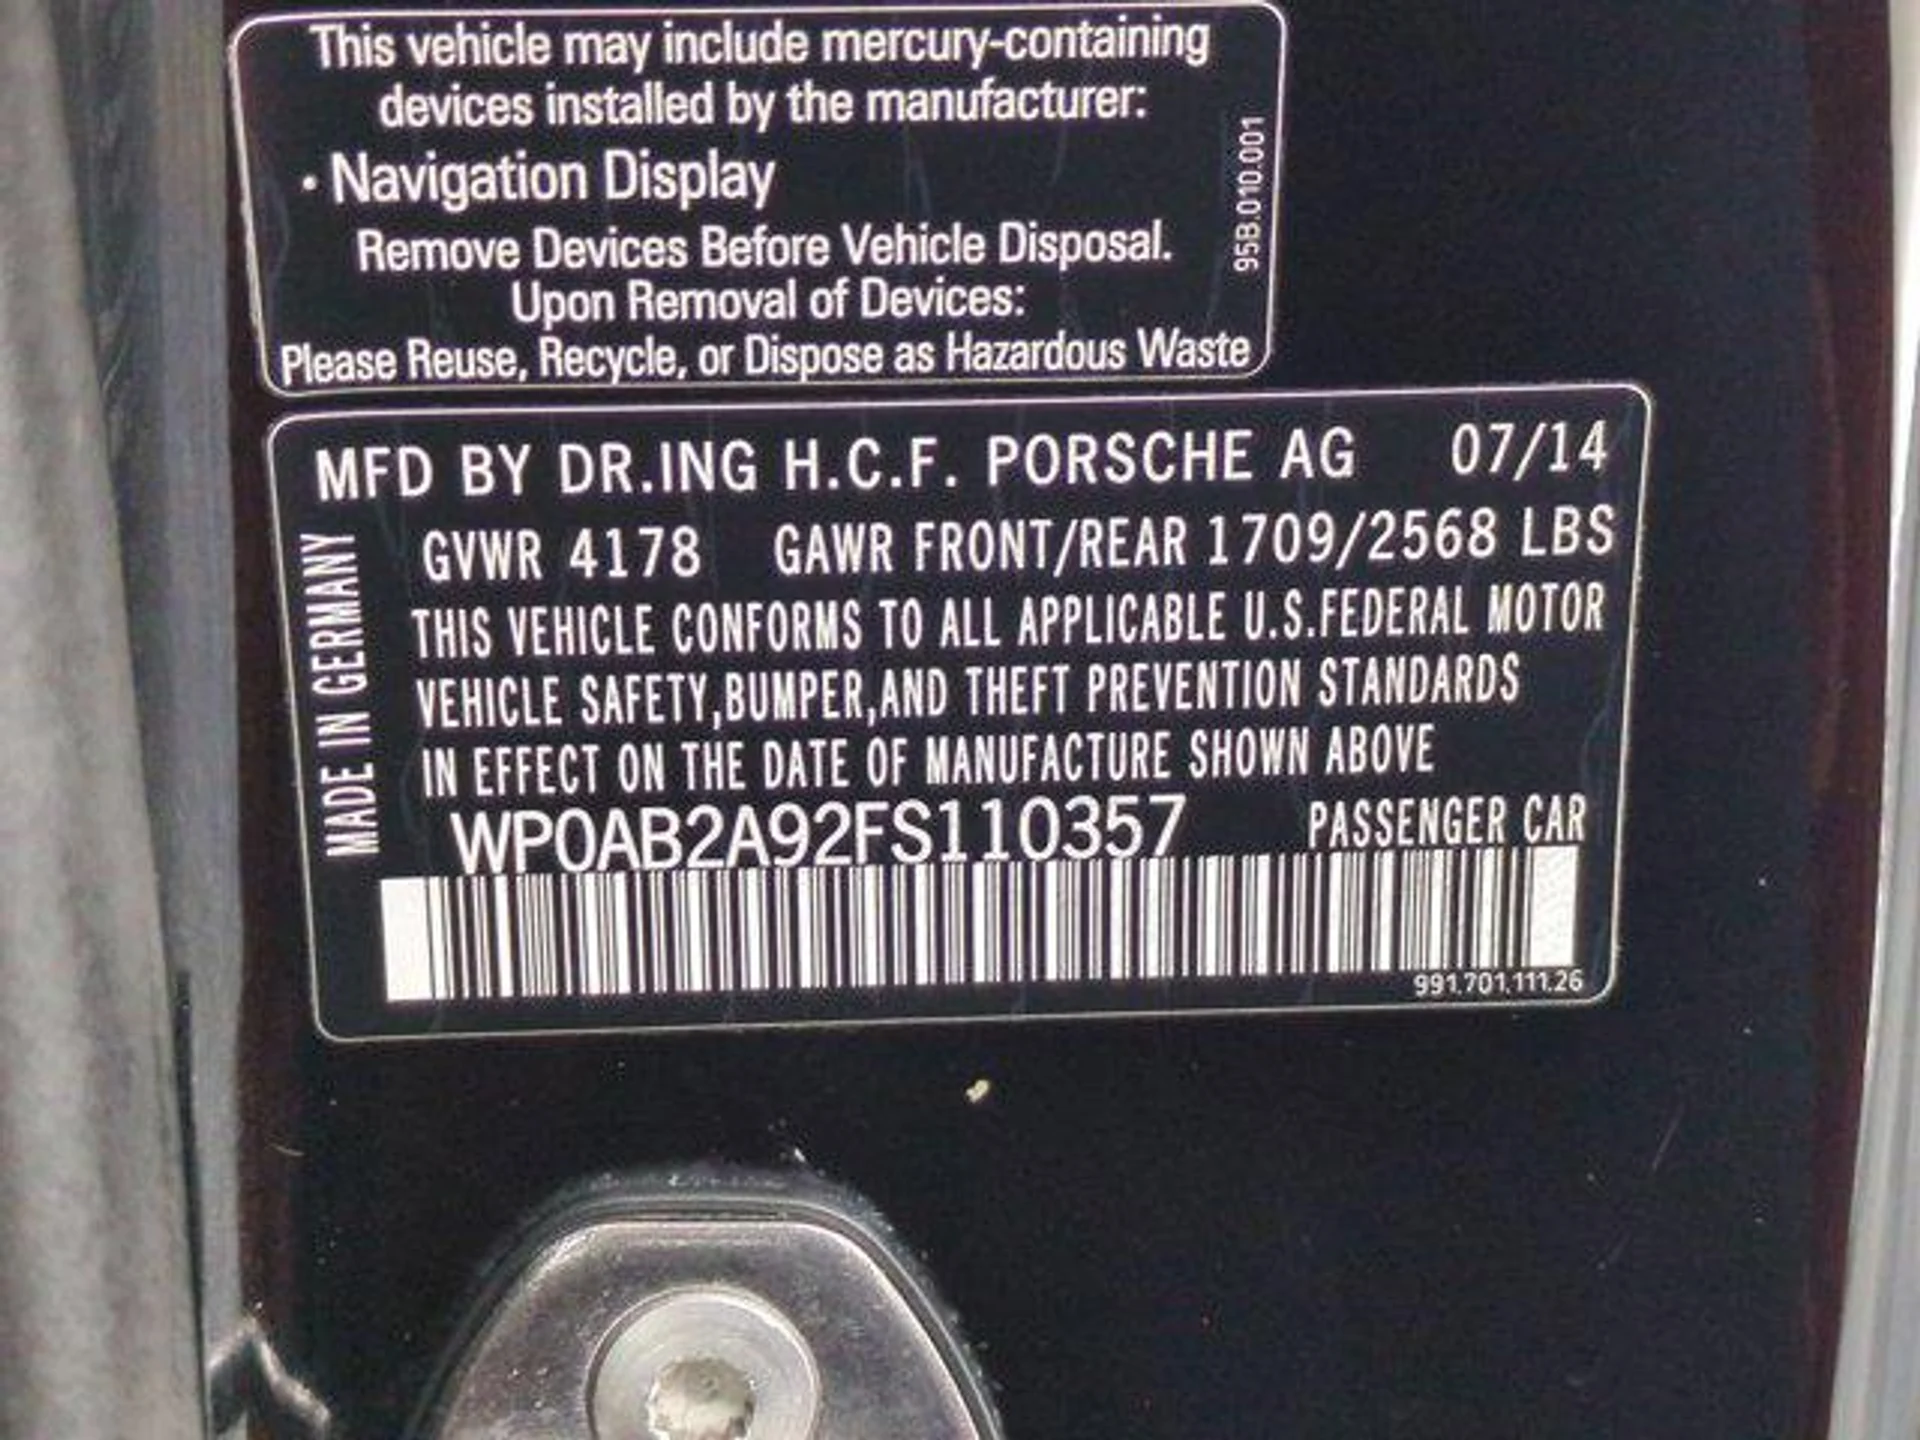 This vehicle may include mercury-containing
devices installed by the manufacturer:
• Navigation Display
Remove Devices Before Vehicle Disposal.
Upon Removal of Devices:
Please Reuse, Recycle, or Dispose as Hazardous Waste
95B.010.001
MFD BY DR.ING H.C.F. PORSCHE AG 07/14
GVWR 4178 GAWR FRONT/REAR 1709/2568 LBS
THIS VEHICLE CONFORMS TO ALL APPLICABLE U.S.FEDERAL MOTOR
VEHICLE SAFETY,BUMPER,AND THEFT PREVENTION STANDARDS
IN EFFECT ON THE DATE OF MANUFACTURE SHOWN ABOVE
WP0AB2A92FS110357 PASSENGER CAR
MADE IN GERMANY
991.701.111.26